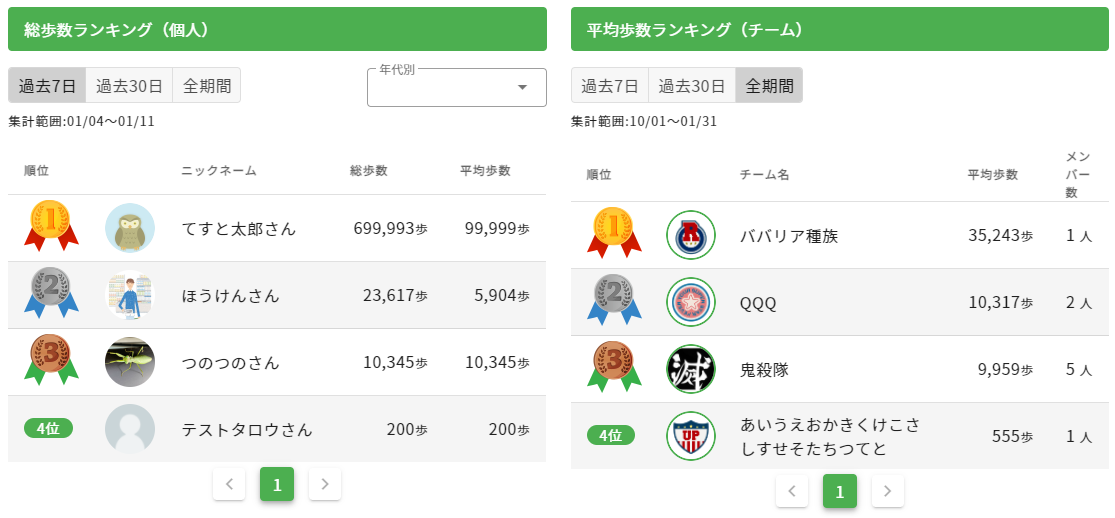 総歩数ランキング（個人）
過去7日 過去30日 全期間
年代別
集計範囲:01/04〜01/11
順位 ニックネーム 総歩数 平均歩数
1 てすと太郎さん 699,993歩 99,999歩
2 ほうけんさん 23,617歩 5,904歩
3 つのつのさん 10,345歩 10,345歩
4位 テストタロウさん 200歩 200歩
1
平均歩数ランキング（チーム）
過去7日 過去30日 全期間
集計範囲:10/01〜01/31
順位 チーム名 平均歩数 メン
バー
数
1 R ババリア種族 35,243歩 1 人
2 QQQ 10,317歩 2 人
3 滅 鬼殺隊 9,959歩 5 人
4位 UP あいうえおかきくけこさ 555歩 1 人
しすせそたちつてと
1